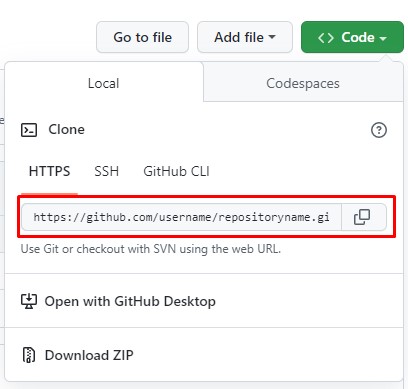 Go to file Add file Code
Local Codespaces
Clone
HTTPS SSH GitHub CLI
https://github.com/username/repositoryname.gi
Use Git or checkout with SVN using the web URL.
Open with GitHub Desktop
Download ZIP